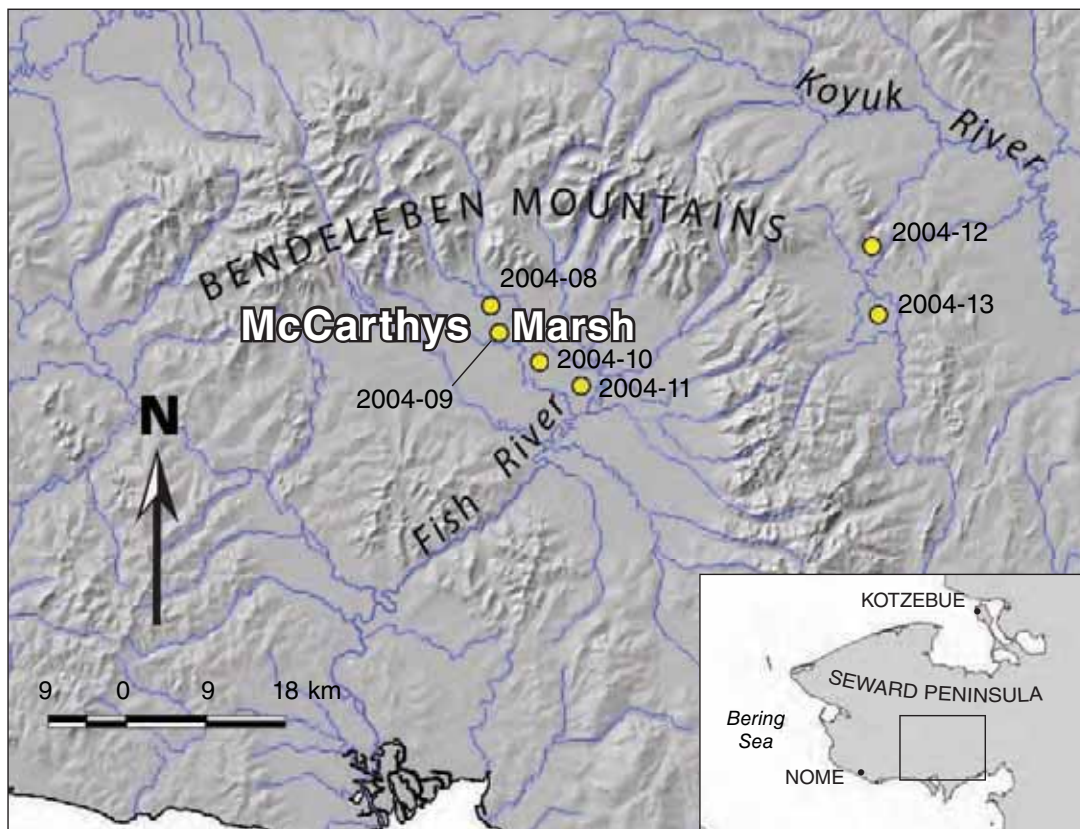 Koyuk River
BENDELEBEN MOUNTAINS
2004-12
2004-08
2004-13
McCarthys Marsh
2004-10
2004-09
2004-11
Fish River
N
9 0 9 18 km
KOTZEBUE
SEWARD PENINSULA
Bering
Sea
NOME